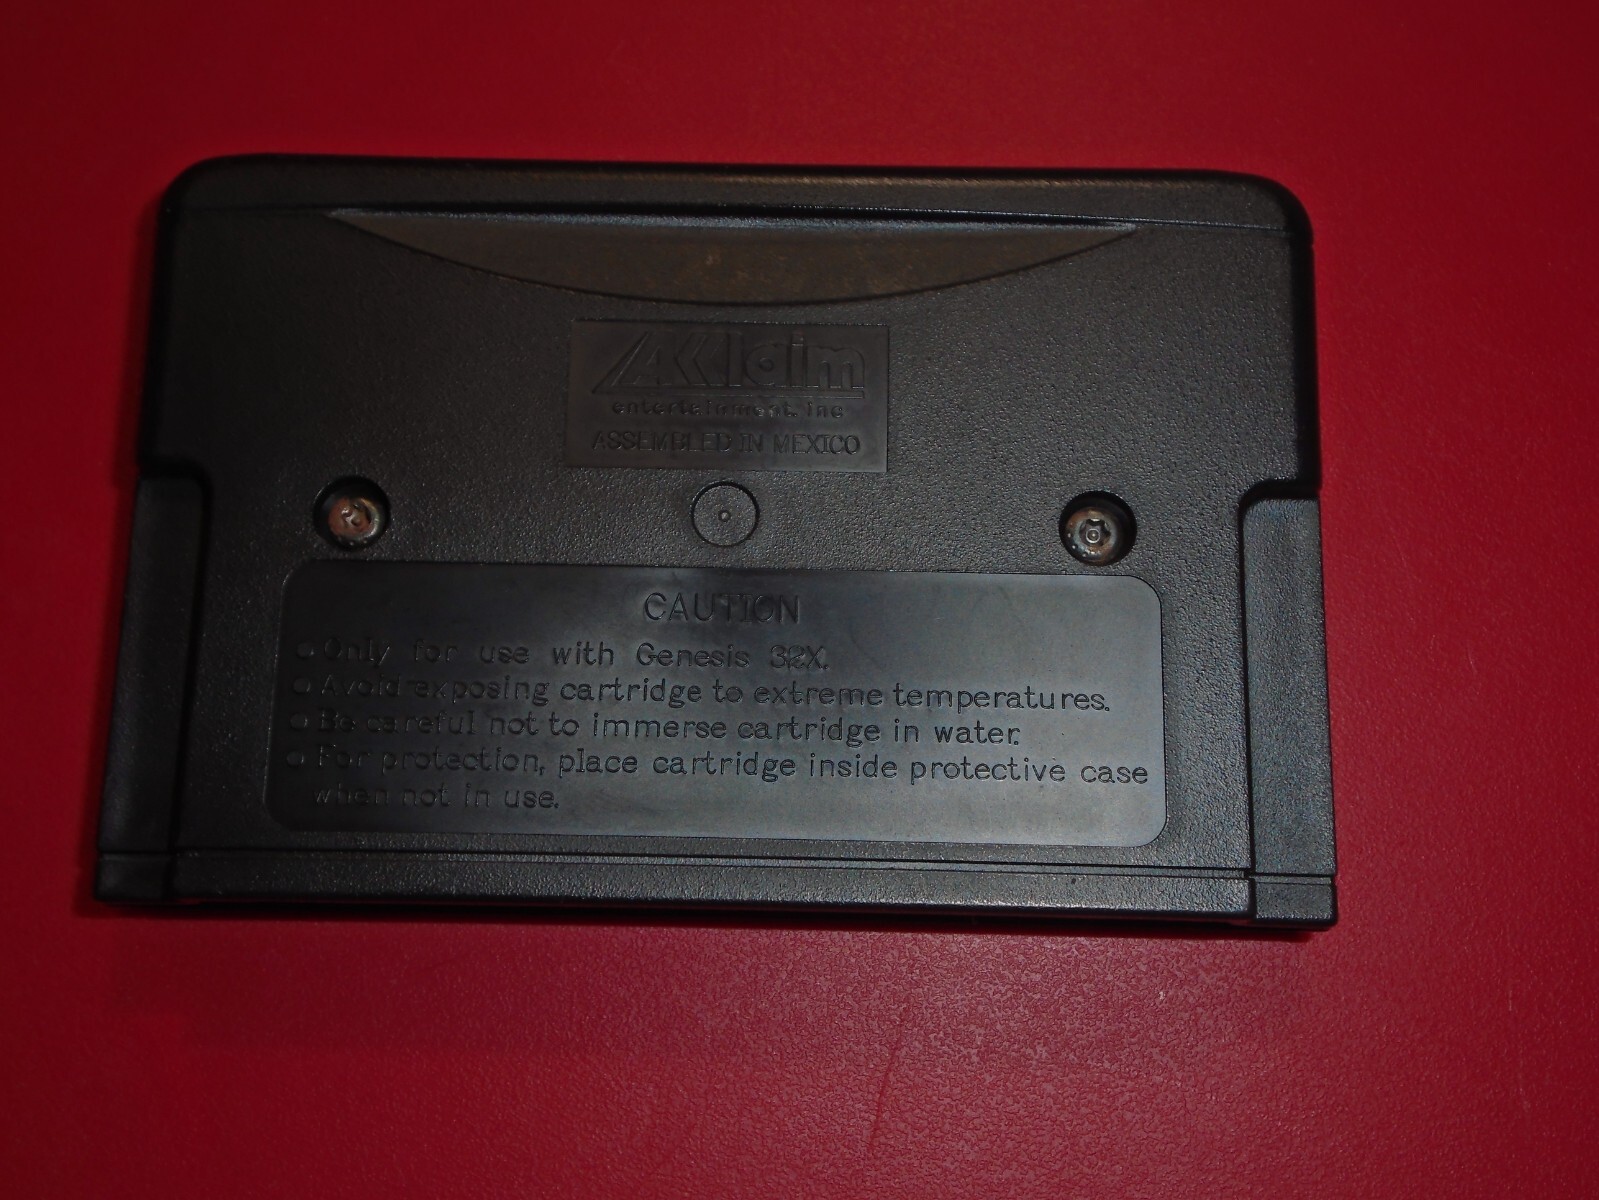 AKKlaim
entertainment, inc
ASSEMBLED IN MEXICO
CAUTION
● Only for use with Genesis 32X.
● Avoid exposing cartridge to extreme temperatures.
● Be careful not to immerse cartridge in water.
● For protection, place cartridge inside protective case
when not in use.